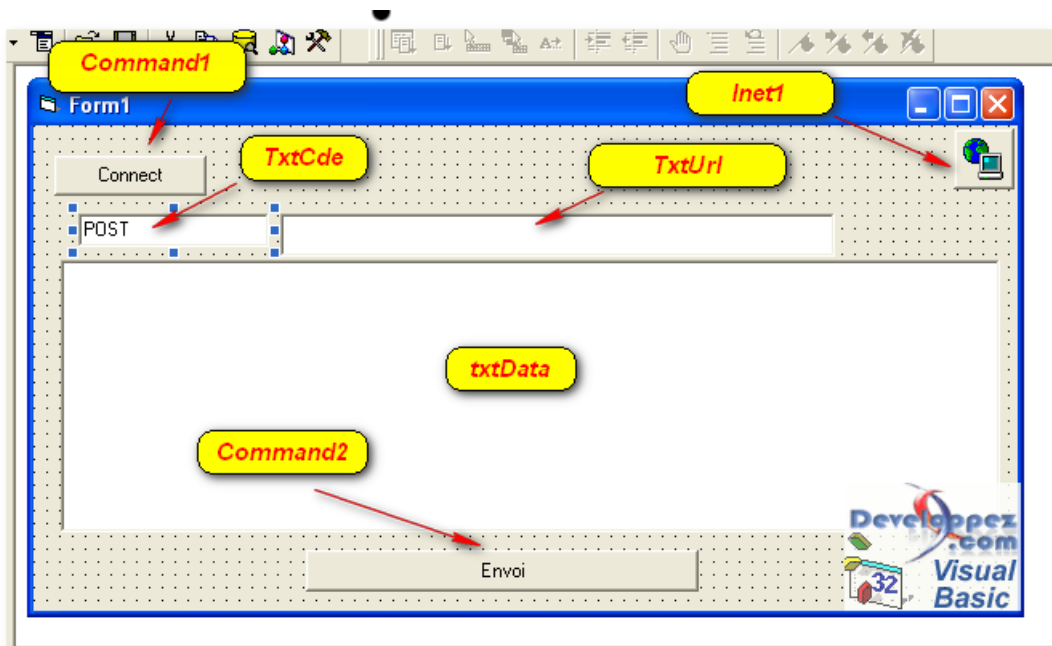 Command1
Form1
Inet1
TxtCde
TxtUrl
Connect
POST
txtData
Command2
Envoi
Developpez
.com
32
Visual
Basic